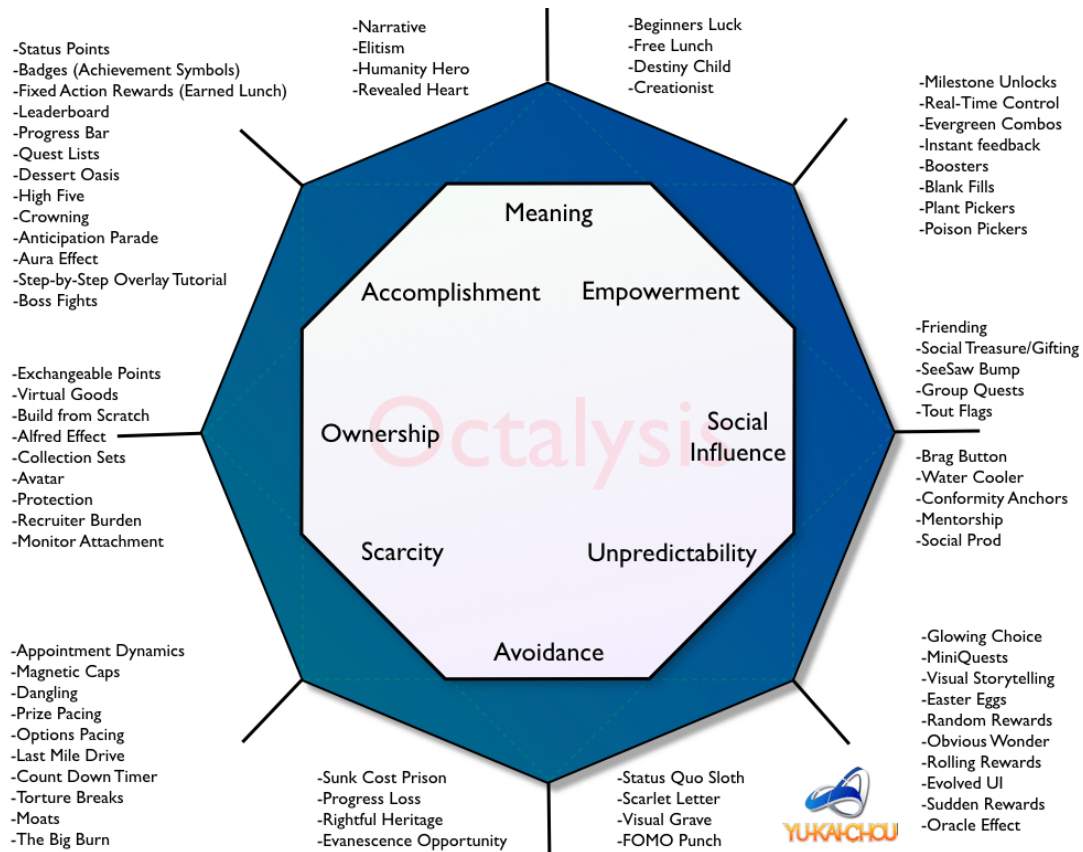 -Narrative
-Elitism
-Humanity Hero
-Revealed Heart
-Beginners Luck
-Free Lunch
-Destiny Child
-Creationist
-Status Points
-Badges (Achievement Symbols)
-Fixed Action Rewards (Earned Lunch)
-Leaderboard
-Progress Bar
-Quest Lists
-Dessert Oasis
-High Five
-Crowning
-Anticipation Parade
-Aura Effect
-Step-by-Step Overlay Tutorial
-Boss Fights
-Milestone Unlocks
-Real-Time Control
-Evergreen Combos
-Instant feedback
-Boosters
-Blank Fills
-Plant Pickers
-Poison Pickers
Meaning
Accomplishment
Empowerment
Ownership
Octalysis
Social
Influence
Scarcity
Unpredictability
Avoidance
-Exchangeable Points
-Virtual Goods
-Build from Scratch
-Alfred Effect
-Collection Sets
-Avatar
-Protection
-Recruiter Burden
-Monitor Attachment
-Friending
-Social Treasure/Gifting
-SeeSaw Bump
-Group Quests
-Tout Flags
-Brag Button
-Water Cooler
-Conformity Anchors
-Mentorship
-Social Prod
-Appointment Dynamics
-Magnetic Caps
-Dangling
-Prize Pacing
-Options Pacing
-Last Mile Drive
-Count Down Timer
-Torture Breaks
-Moats
-The Big Burn
-Sunk Cost Prison
-Progress Loss
-Rightful Heritage
-Evanescence Opportunity
-Status Quo Sloth
-Scarlet Letter
-Visual Grave
-FOMO Punch
-Glowing Choice
-MiniQuests
-Visual Storytelling
-Easter Eggs
-Random Rewards
-Obvious Wonder
-Rolling Rewards
-Evolved UI
-Sudden Rewards
-Oracle Effect
YU-KAI-CHOU